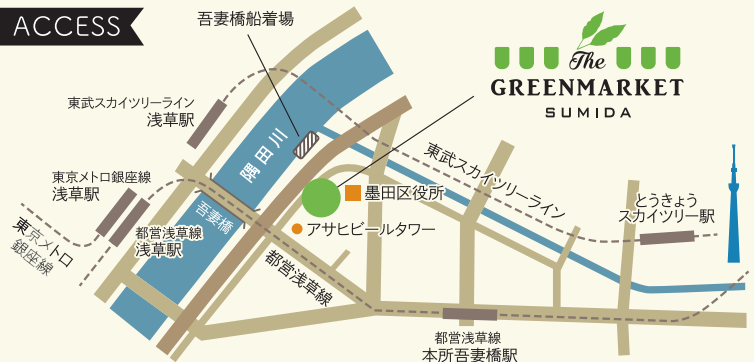 ACCESS
吾妻橋船着場
The
GREENMARKET
SUMIDA
東武スカイツリーライン
浅草駅
隅田川
東武スカイツリーライン
東京メトロ銀座線
浅草駅
墨田区役所
とうきょう
スカイツリー駅
吾妻橋
アサヒビールタワー
東京メトロ
銀座線
都営浅草線
浅草駅
都営浅草線
都営浅草線
本所吾妻橋駅